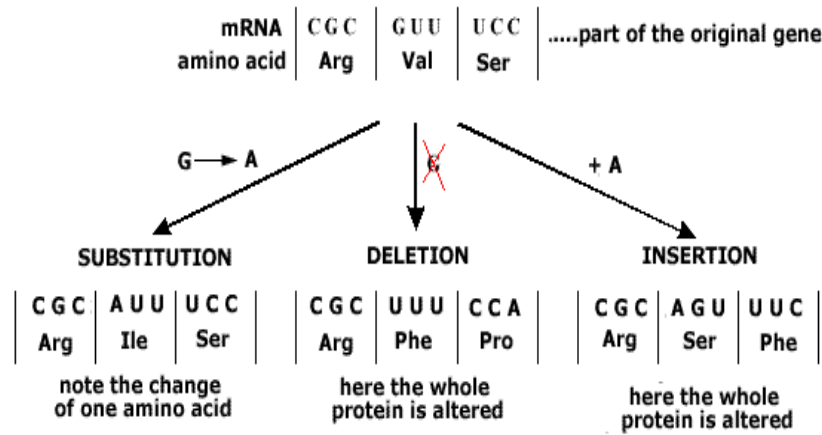 mRNA CGC GUU UCC .....part of the original gene
amino acid Arg Val Ser
G A G + A
SUBSTITUTION DELETION INSERTION
CGC AUU UCC CGC UUU CCA CGC AGU UUC
Arg Ile Ser Arg Phe Pro Arg Ser Phe
note the change
of one amino acid
here the whole
protein is altered
here the whole
protein is altered